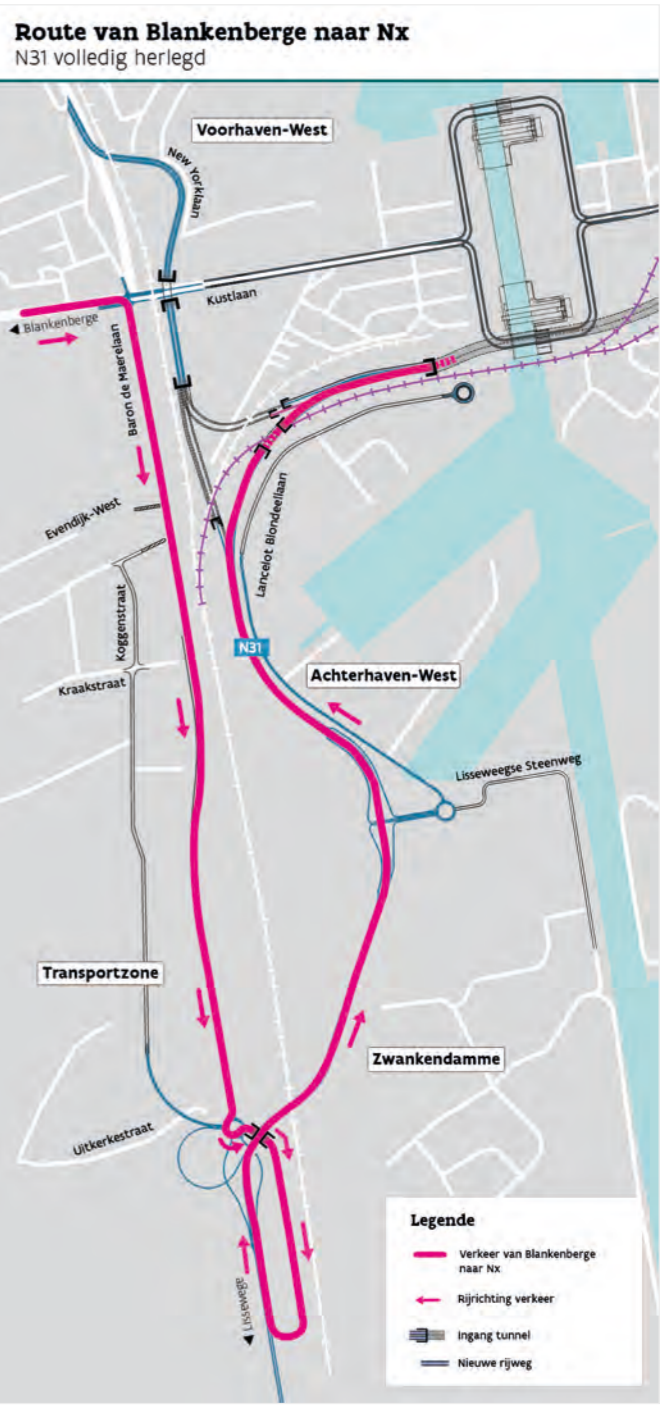 Route van Blankenberge naar Nx
N31 volledig herlegd
Voorhaven-West
New Yorklaan
Kustlaan
Blankenberge
Baron de Maerelaan
Evendijk-West
Lancelot Blondeellaan
Koggenstraat
N31
Achterhaven-West
Kraakstraat
Lisseweegse Steenweg
Transportzone
Zwankendamme
Uitkerkestraat
Lissewege
Legende
Verkeer van Blankenberge
naar Nx
Rijrichting verkeer
Ingang tunnel
Nieuwe rijweg